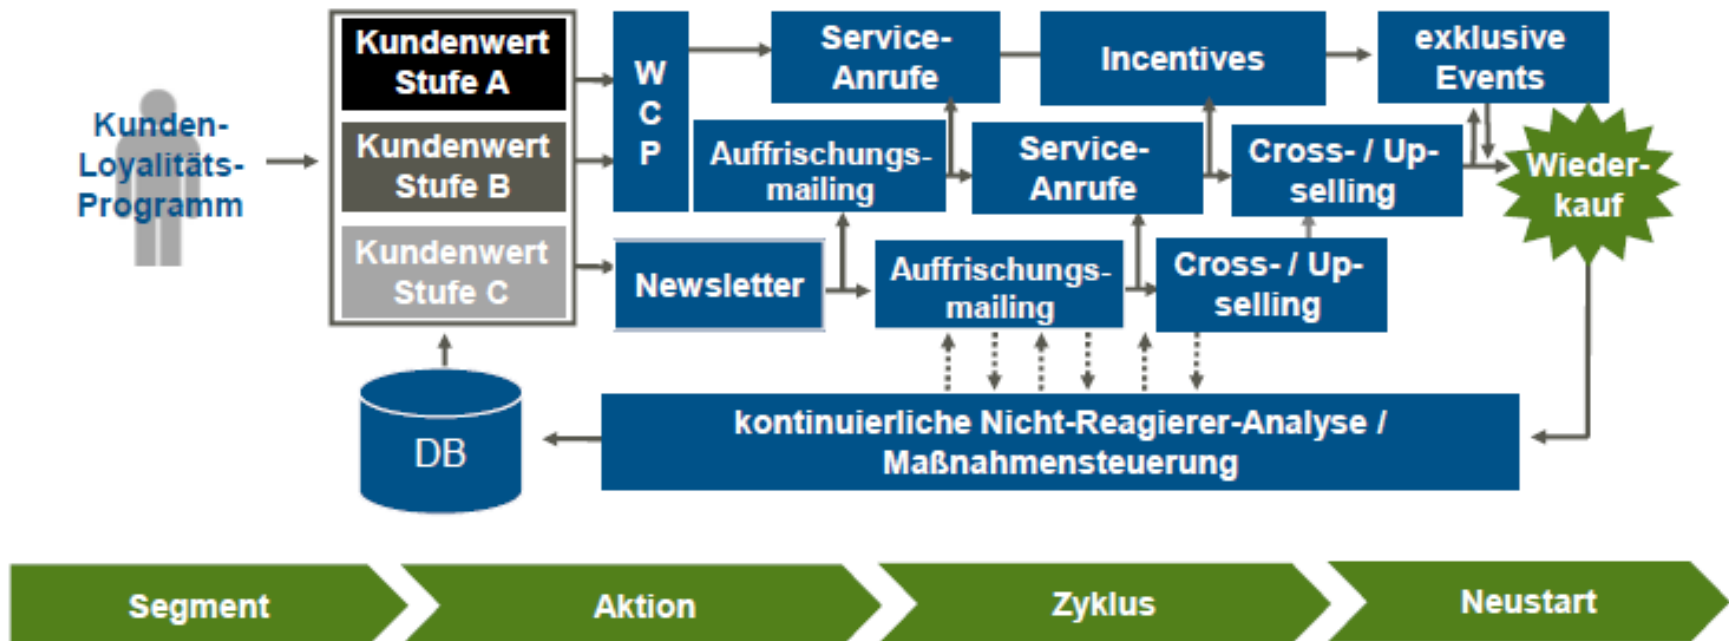 Kunden-
Loyalitäts-
Programm
Kundenwert
Stufe A
Kundenwert
Stufe B
Kundenwert
Stufe C
W
C
P
Service-
Anrufe
Incentives
exklusive
Events
Auffrischungs-
mailing
Service-
Anrufe
Cross- / Up-
selling
Wieder-
kauf
Newsletter
Auffrischungs-
mailing
Cross- / Up-
selling
DB
kontinuierliche Nicht-Reagierer-Analyse /
Maßnahmensteuerung
Segment
Aktion
Zyklus
Neustart